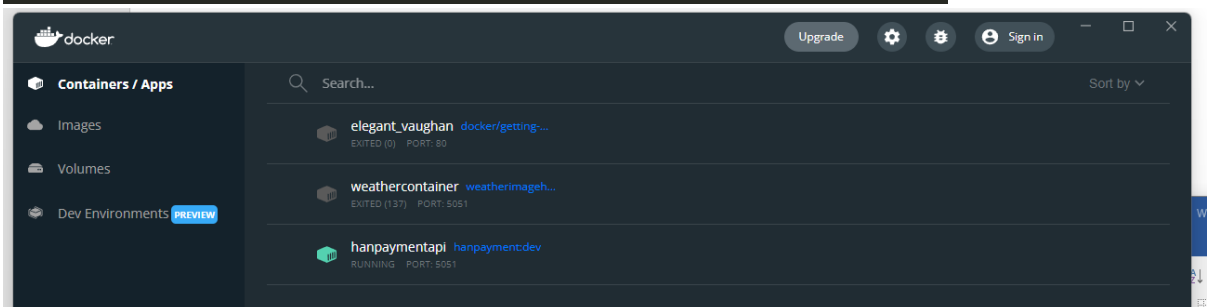 docker
Upgrade
Sign in
Containers / Apps
Images
Volumes
Dev Environments PREVIEW
Search...
Sort by
elegant_vaughan docker/getting-...
EXITED (0) PORT: 80
weathercontainer weatherimageh...
EXITED (137) PORT: 5051
hanpaymentapi hanpayment:dev
RUNNING PORT: 5051
W
A
Z